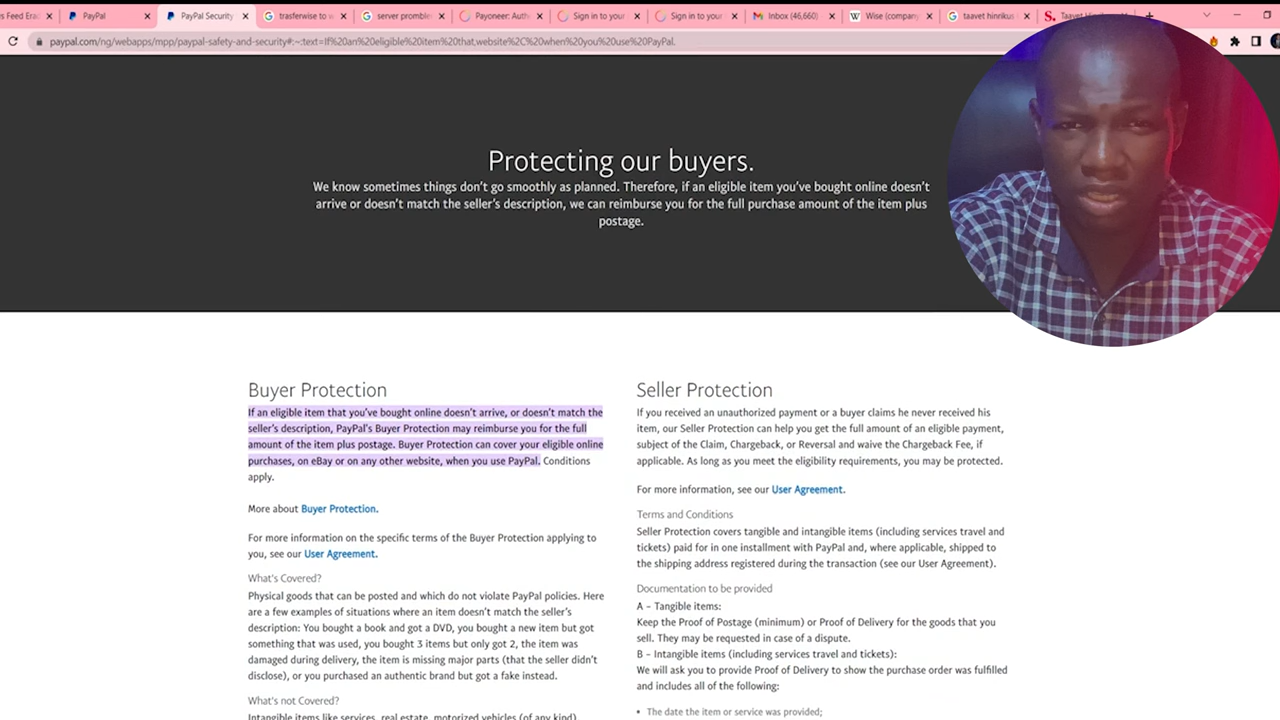 s Feed Erad
PayPal
PayPal Security
trasferwise to w
server promble
Payoneer: Auth
Sign in to your
Sign in to your
Inbox (46,660)
Wise (company
taavet hinrikus
Taavet Hinrikus
paypal.com/ng/webapps/mpp/paypal-safety-and-security#:~:text=If%20an%20eligible%20item%20that,website%2C%20when%20you%20use%20PayPal.
Protecting our buyers.
We know sometimes things don't go smoothly as planned. Therefore, if an eligible item you've bought online doesn't
arrive or doesn't match the seller's description, we can reimburse you for the full purchase amount of the item plus
postage.
Buyer Protection
If an eligible item that you've bought online doesn't arrive, or doesn't match the
seller's description, PayPal's Buyer Protection may reimburse you for the full
amount of the item plus postage. Buyer Protection can cover your eligible online
purchases, on eBay or on any other website, when you use PayPal. Conditions
apply.
More about Buyer Protection.
For more information on the specific terms of the Buyer Protection applying to
you, see our User Agreement.
What's Covered?
Physical goods that can be posted and which do not violate PayPal policies. Here
are a few examples of situations where an item doesn't match the seller's
description: You bought a book and got a DVD, you bought a new item but got
something that was used, you bought 3 items but only got 2, the item was
damaged during delivery, the item is missing major parts (that the seller didn't
disclose), or you purchased an authentic brand but got a fake instead.
What's not Covered?
Intangible items like services, real estate, motorized vehicles (of any kind),
Seller Protection
If you received an unauthorized payment or a buyer claims he never received his
item, our Seller Protection can help you get the full amount of an eligible payment,
subject of the Claim, Chargeback, or Reversal and waive the Chargeback Fee, if
applicable. As long as you meet the eligibility requirements, you may be protected.
For more information, see our User Agreement.
Terms and Conditions
Seller Protection covers tangible and intangible items (including services travel and
tickets) paid for in one installment with PayPal and, where applicable, shipped to
the shipping address registered during the transaction (see our User Agreement).
Documentation to be provided
A – Tangible items:
Keep the Proof of Postage (minimum) or Proof of Delivery for the goods that you
sell. They may be requested in case of a dispute.
B – Intangible items (including services travel and tickets):
We will ask you to provide Proof of Delivery to show the purchase order was fulfilled
and includes all of the following:
• The date the item or service was provided;